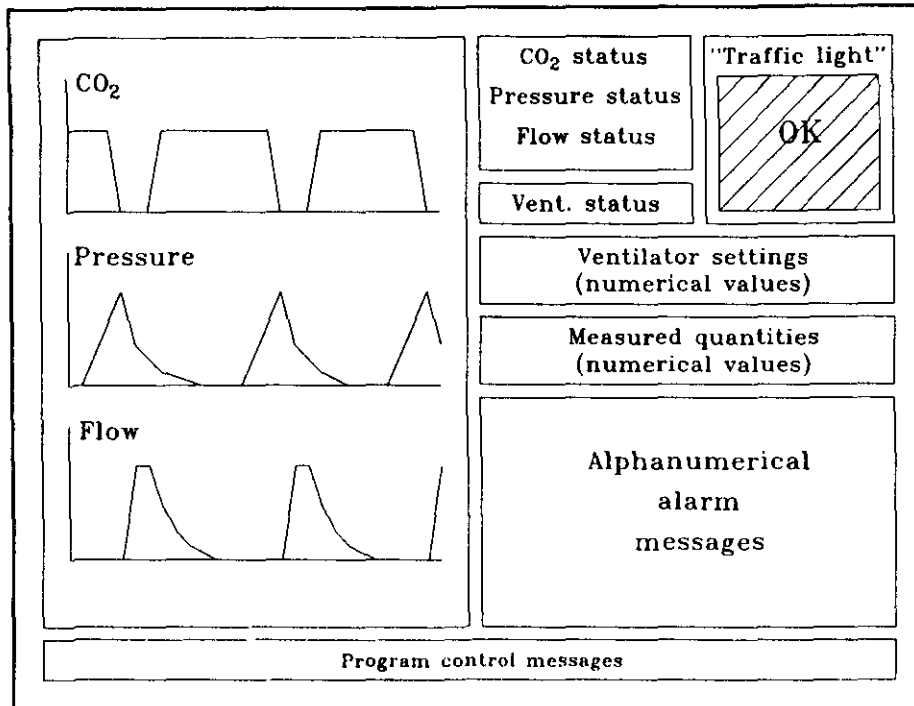 CO₂
Pressure
Flow
CO₂ status
Pressure status
Flow status
Vent. status
"Traffic light"
OK
Ventilator settings
(numerical values)
Measured quantities
(numerical values)
Alphanumerical
alarm
messages
Program control messages